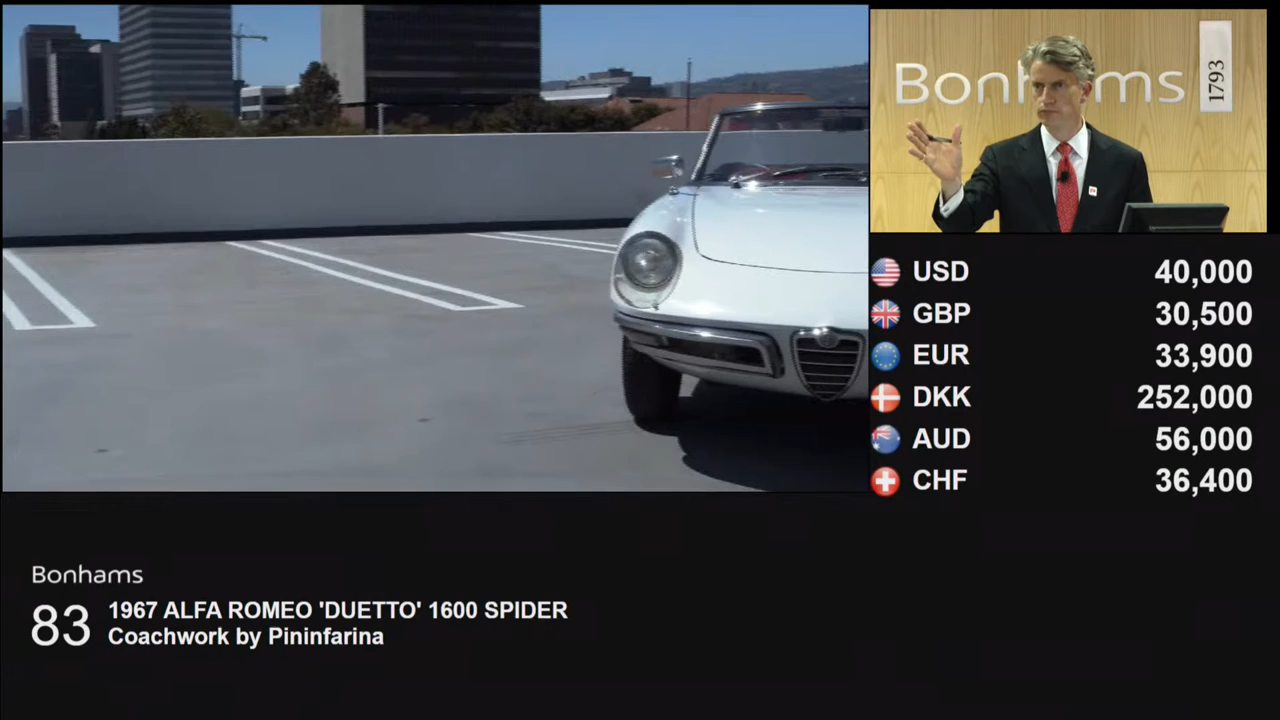 Bonhams
1793
USD 40,000
GBP 30,500
EUR 33,900
DKK 252,000
AUD 56,000
CHF 36,400
Bonhams
83
1967 ALFA ROMEO 'DUETTO' 1600 SPIDER
Coachwork by Pininfarina